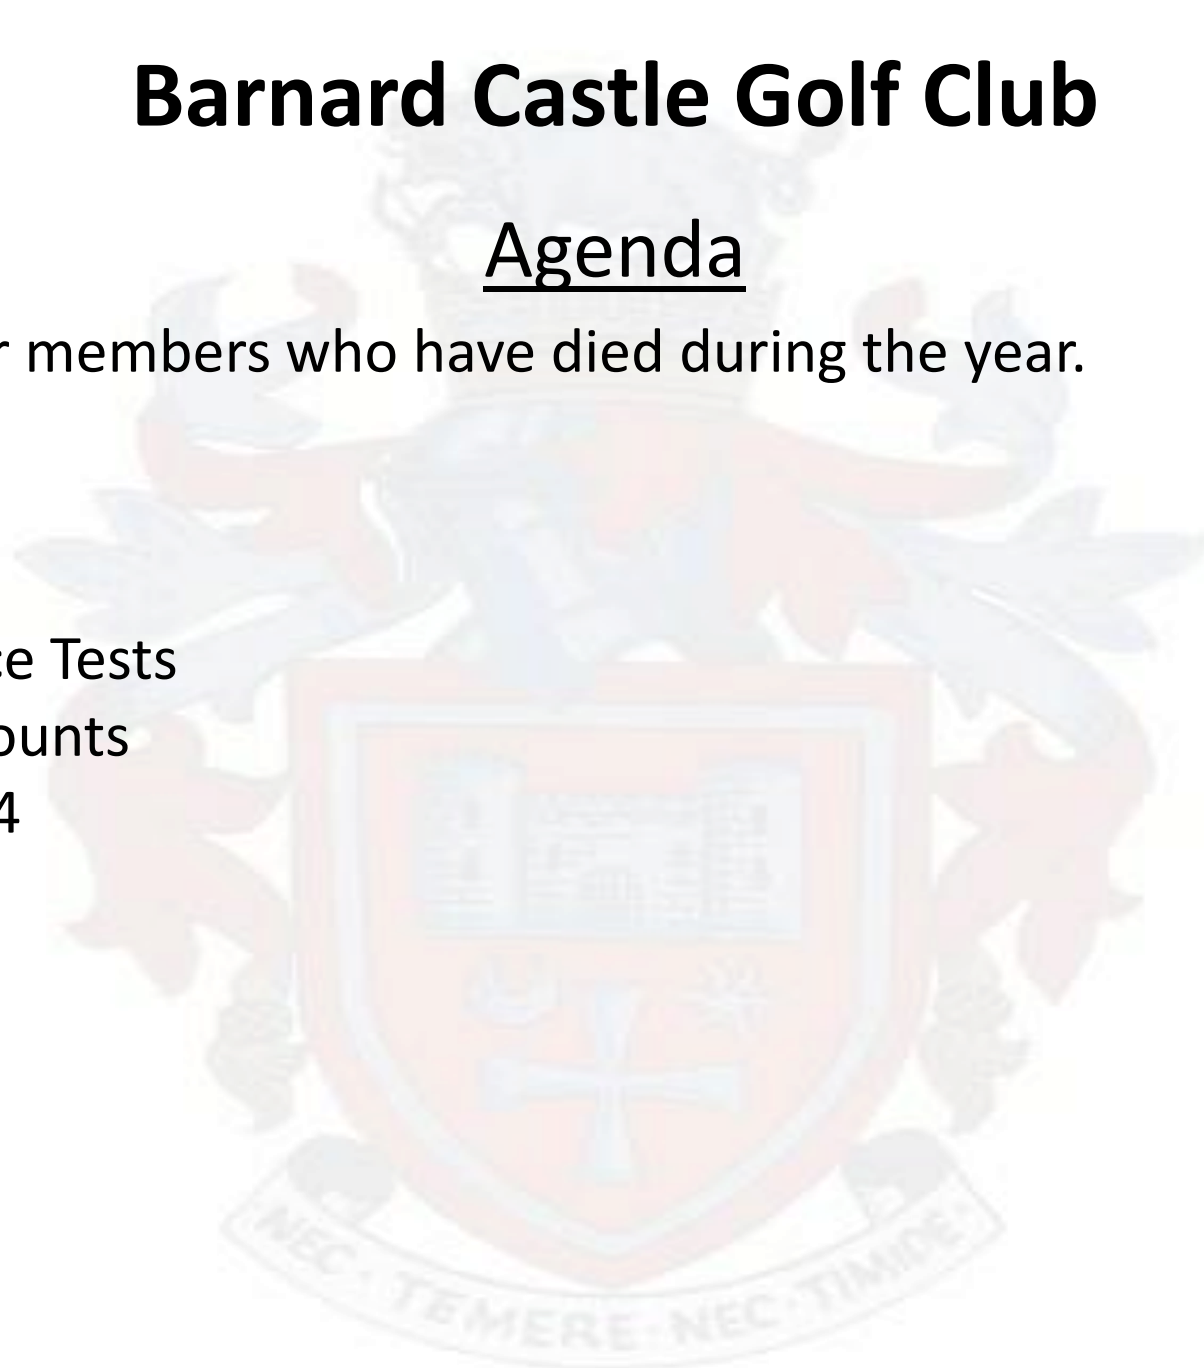 Barnard Castle Golf Club
Agenda
r members who have died during the year.
ce Tests
ounts
4
NEC · TEMERE · NEC · TIMIDE ·